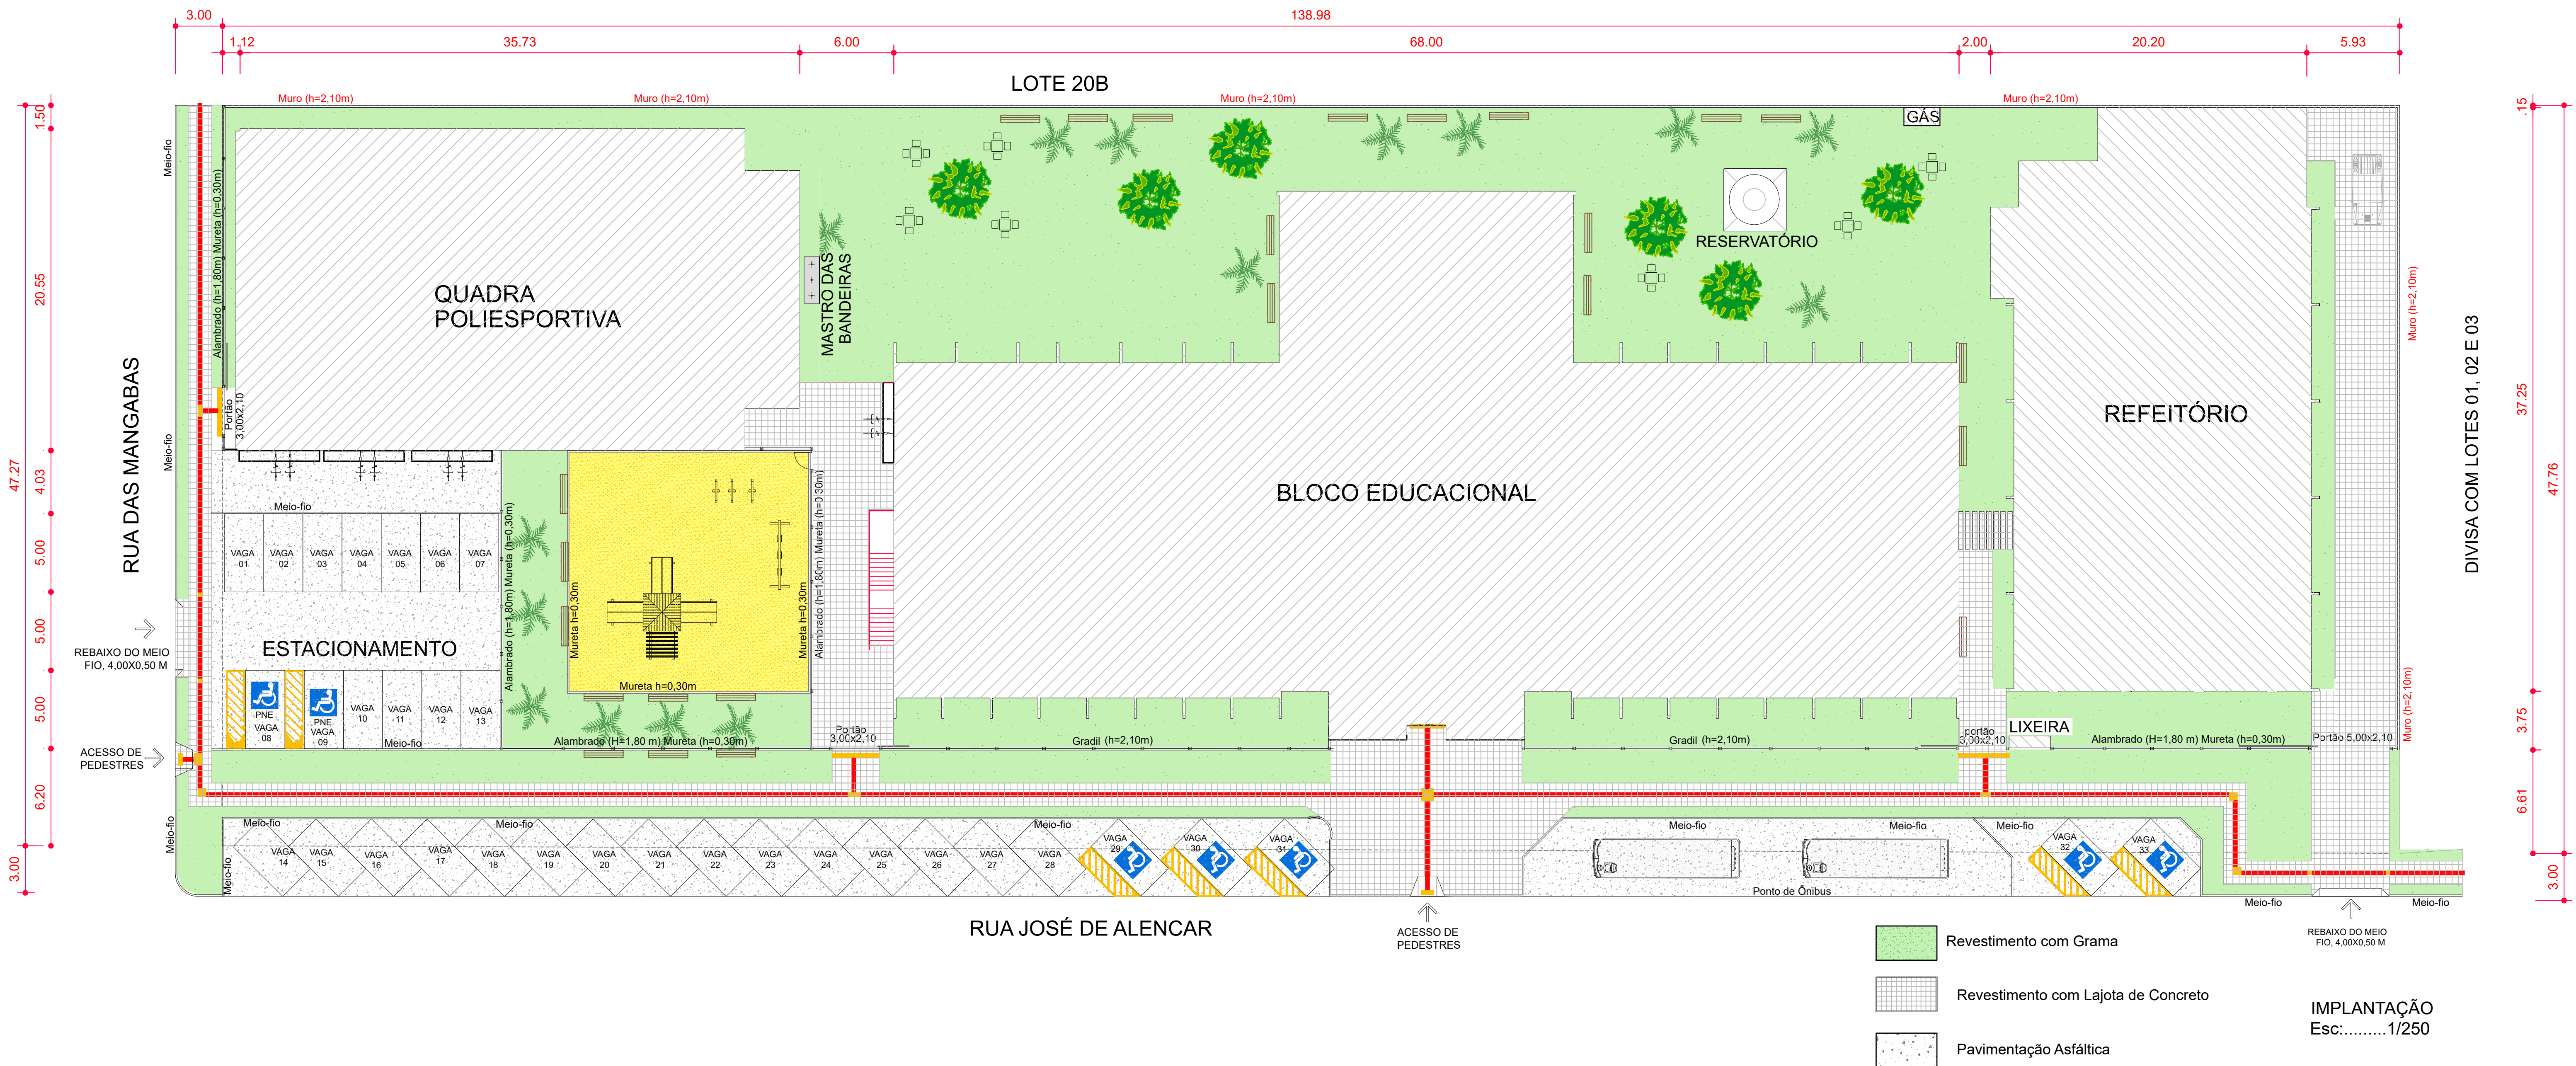 3.00
138.98
1.12
35.73
6.00
68.00
2.00
20.20
5.93
LOTE 20B
Muro (h=2,10m)
Muro (h=2,10m)
Muro (h=2,10m)
Muro (h=2,10m)
1.50
20.55
47.27
4.03
5.00
5.00
5.00
6.20
3.00
.15
37.25
47.76
3.75
6.61
3.00
RUA DAS MANGABAS
Meio-fio
Meio-fio
Meio-fio
Meio-fio
Alambrado (h=1,80m) Mureta (h=0,30m)
Portão
3,00x2,10
QUADRA
POLIESPORTIVA
MASTRO DAS
BANDEIRAS
GÁS
RESERVATÓRIO
BLOCO EDUCACIONAL
REFEITÓRIO
Muro (h=2,10m)
Muro (h=2,10m)
DIVISA COM LOTES 01, 02 E 03
Meio-fio
VAGA
01
VAGA
02
VAGA
03
VAGA
04
VAGA
05
VAGA
06
VAGA
07
ESTACIONAMENTO
REBAIXO DO MEIO
FIO, 4,00X0,50 M
PNE
VAGA
08
PNE
VAGA
09
VAGA
10
VAGA
11
VAGA
12
VAGA
13
Meio-fio
ACESSO DE
PEDESTRES
Alambrado (h=1,80m) Mureta (h=0,30m)
Mureta h=0,30m
Mureta h=0,30m
Mureta h=0,30m
Alambrado (h=1,80m) Mureta (h=0,30m)
Alambrado (H=1,80 m) Mureta (h=0,30m)
Portão
3,00x2,10
Gradil (h=2,10m)
Gradil (h=2,10m)
portão
3,00x2,10
LIXEIRA
Alambrado (H=1,80 m) Mureta (h=0,30m)
Portão 5,00x2,10
Meio-fio
Meio-fio
Meio-fio
Meio-fio
Meio-fio
Meio-fio
VAGA
14
VAGA
15
VAGA
16
VAGA
17
VAGA
18
VAGA
19
VAGA
20
VAGA
21
VAGA
22
VAGA
23
VAGA
24
VAGA
25
VAGA
26
VAGA
27
VAGA
28
VAGA
29
VAGA
30
VAGA
31
VAGA
32
VAGA
33
Ponto de Ônibus
Meio-fio
Meio-fio
RUA JOSÉ DE ALENCAR
ACESSO DE
PEDESTRES
REBAIXO DO MEIO
FIO, 4,00X0,50 M
Revestimento com Grama
Revestimento com Lajota de Concreto
Pavimentação Asfáltica
IMPLANTAÇÃO
Esc:.........1/250